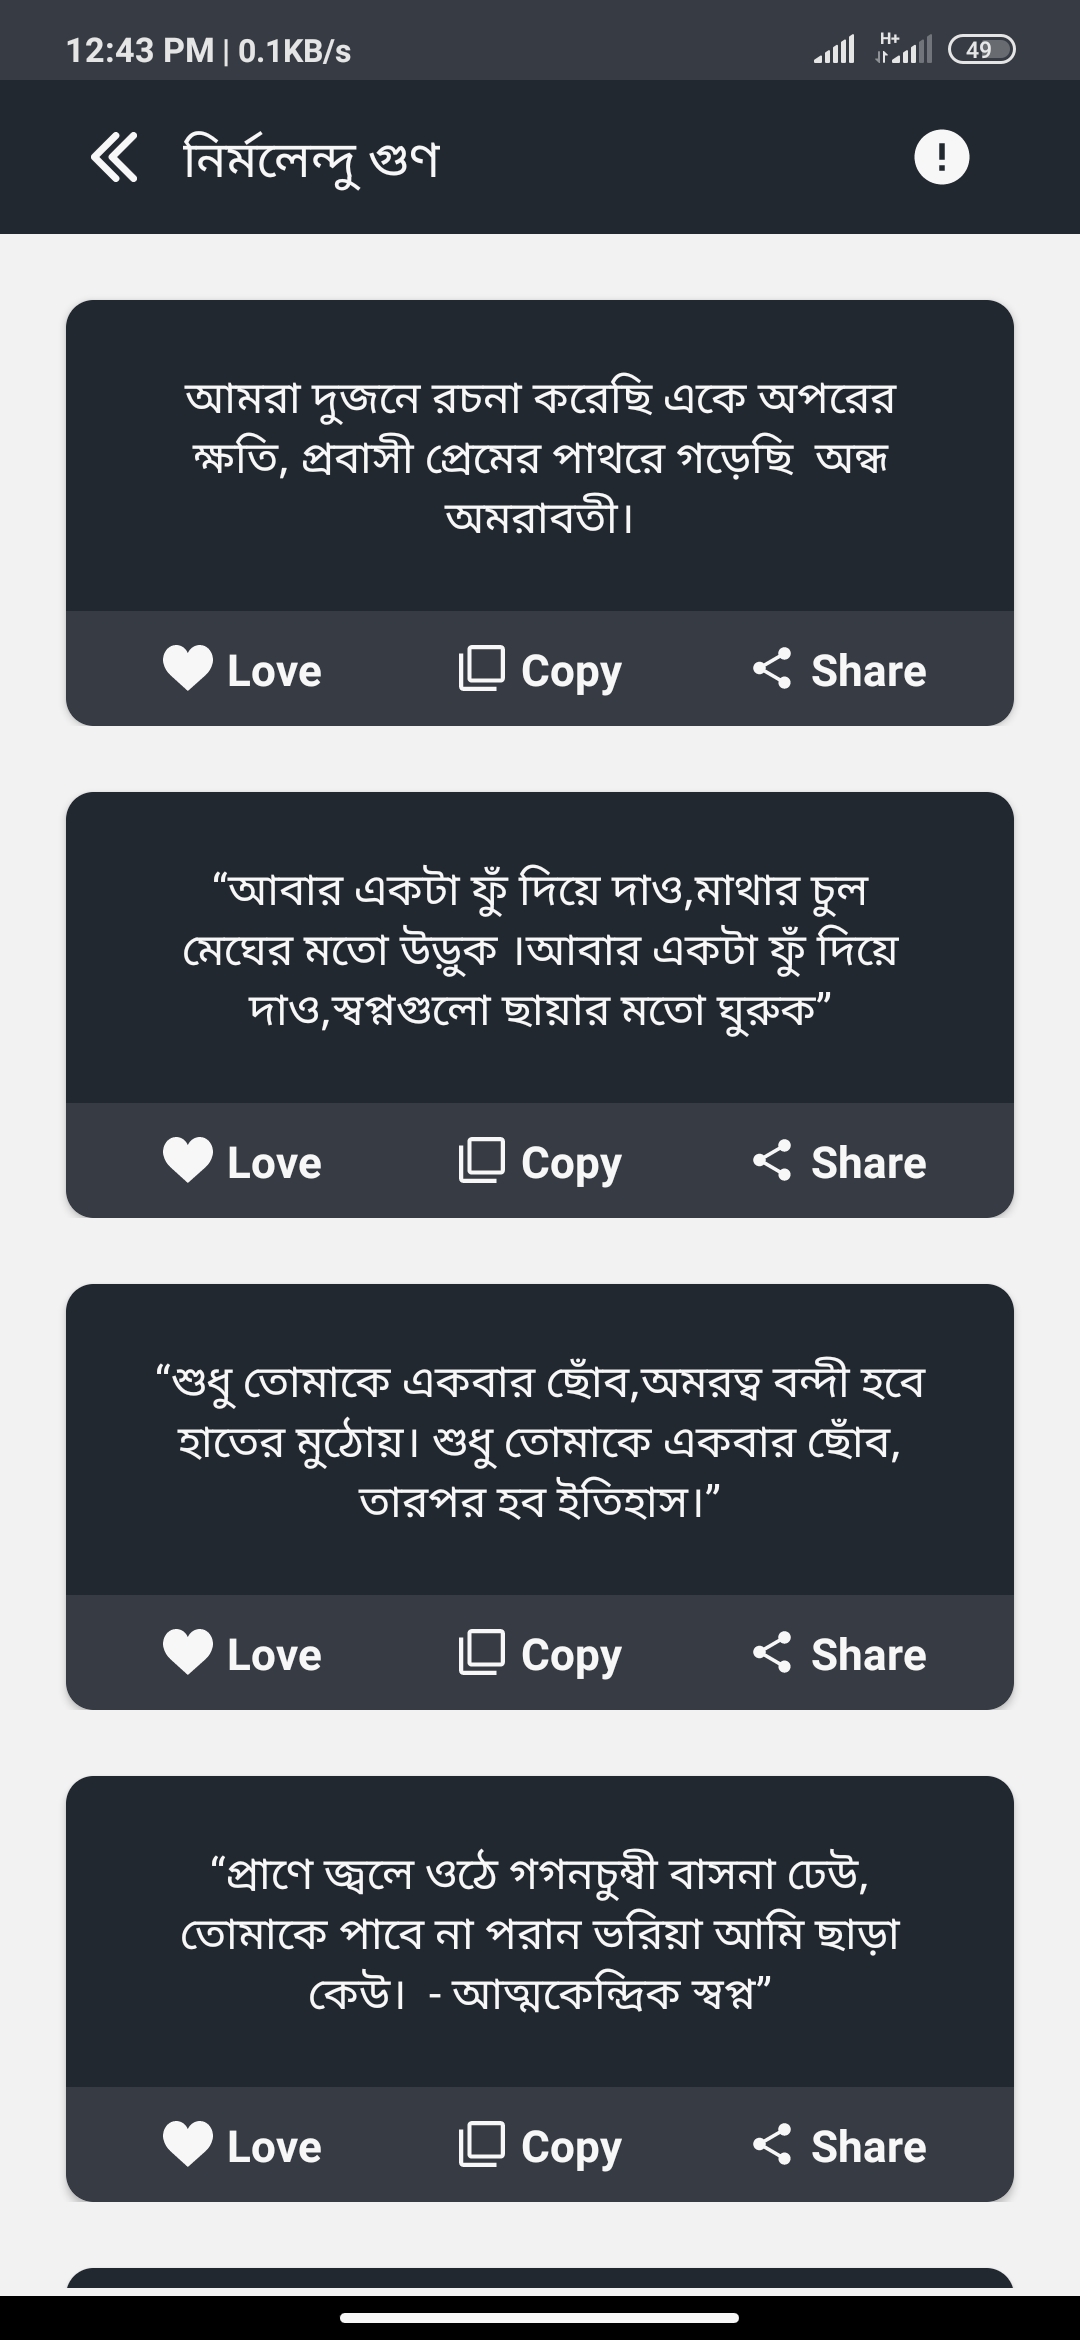 12:43 PM | 0.1KB/s H+ 49
নির্মলেন্দু গুণ
আমরা দুজনে রচনা করেছি একে অপরের
ক্ষতি, প্রবাসী প্রেমের পাথরে গড়েছি  অন্ধ
অমরাবতী।
Love Copy Share
“আবার একটা ফুঁ দিয়ে দাও,মাথার চুল
মেঘের মতো উড়ুক ।আবার একটা ফুঁ দিয়ে
দাও,স্বপ্নগুলো ছায়ার মতো ঘুরুক”
Love Copy Share
“শুধু তোমাকে একবার ছোঁব,অমরত্ব বন্দী হবে
হাতের মুঠোয়। শুধু তোমাকে একবার ছোঁব,
তারপর হব ইতিহাস।”
Love Copy Share
“প্রাণে জ্বলে ওঠে গগনচুম্বী বাসনা ঢেউ,
তোমাকে পাবে না পরান ভরিয়া আমি ছাড়া
কেউ।  - আত্মকেন্দ্রিক স্বপ্ন”
Love Copy Share